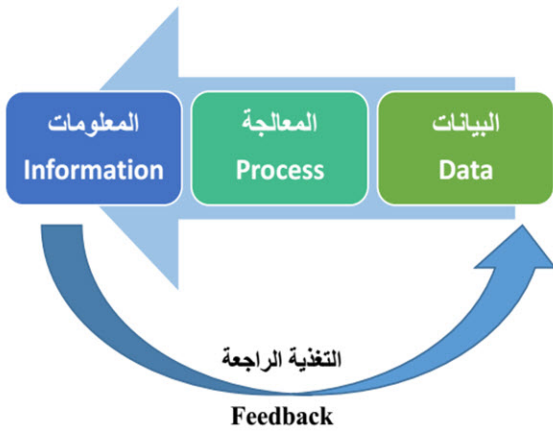 البيانات
Data
المعالجة
Process
المعلومات
Information
التغذية الراجعة
Feedback